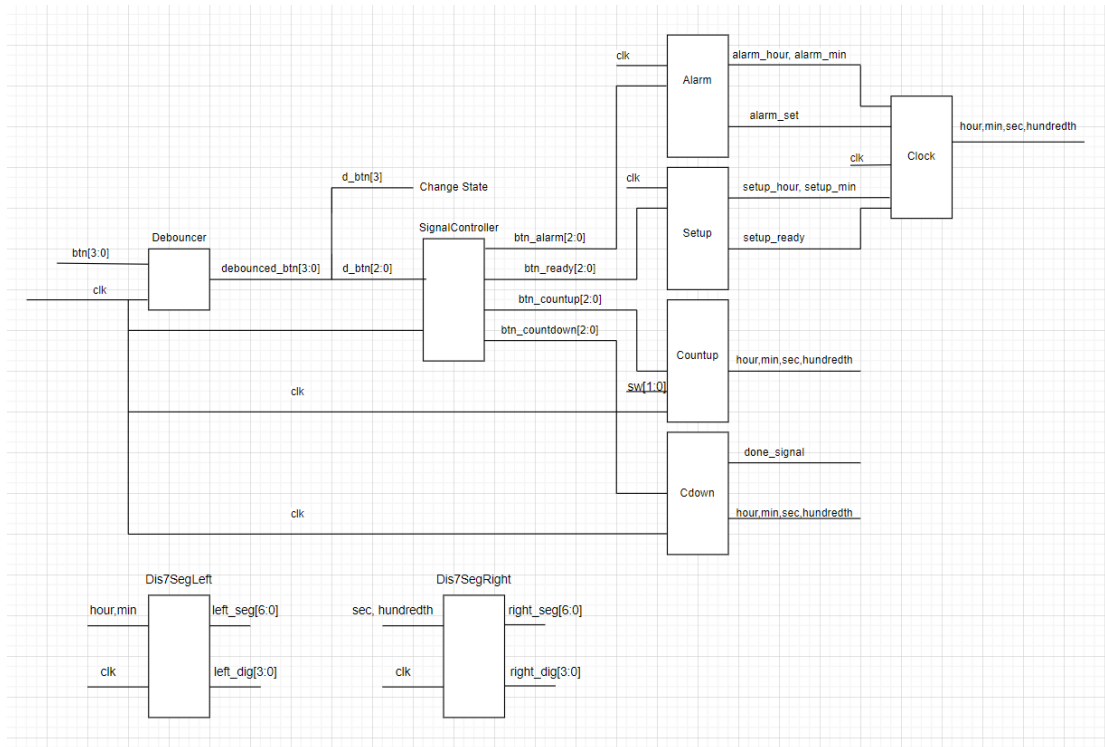 clk
alarm_hour, alarm_min
Alarm
alarm_set
hour,min,sec,hundredth
Clock
clk
d_btn[3]
Change State
clk
setup_hour, setup_min
SignalController
Setup
Debouncer
btn_alarm[2:0]
setup_ready
btn[3:0]
debounced_btn[3:0]
d_btn[2:0]
btn_ready[2:0]
clk
btn_countup[2:0]
btn_countdown[2:0]
Countup
hour,min,sec,hundredth
sw[1:0]
clk
done_signal
Cdown
clk
hour,min,sec,hundredth
Dis7SegLeft
Dis7SegRight
hour,min
left_seg[6:0]
sec, hundredth
right_seg[6:0]
clk
left_dig[3:0]
clk
right_dig[3:0]